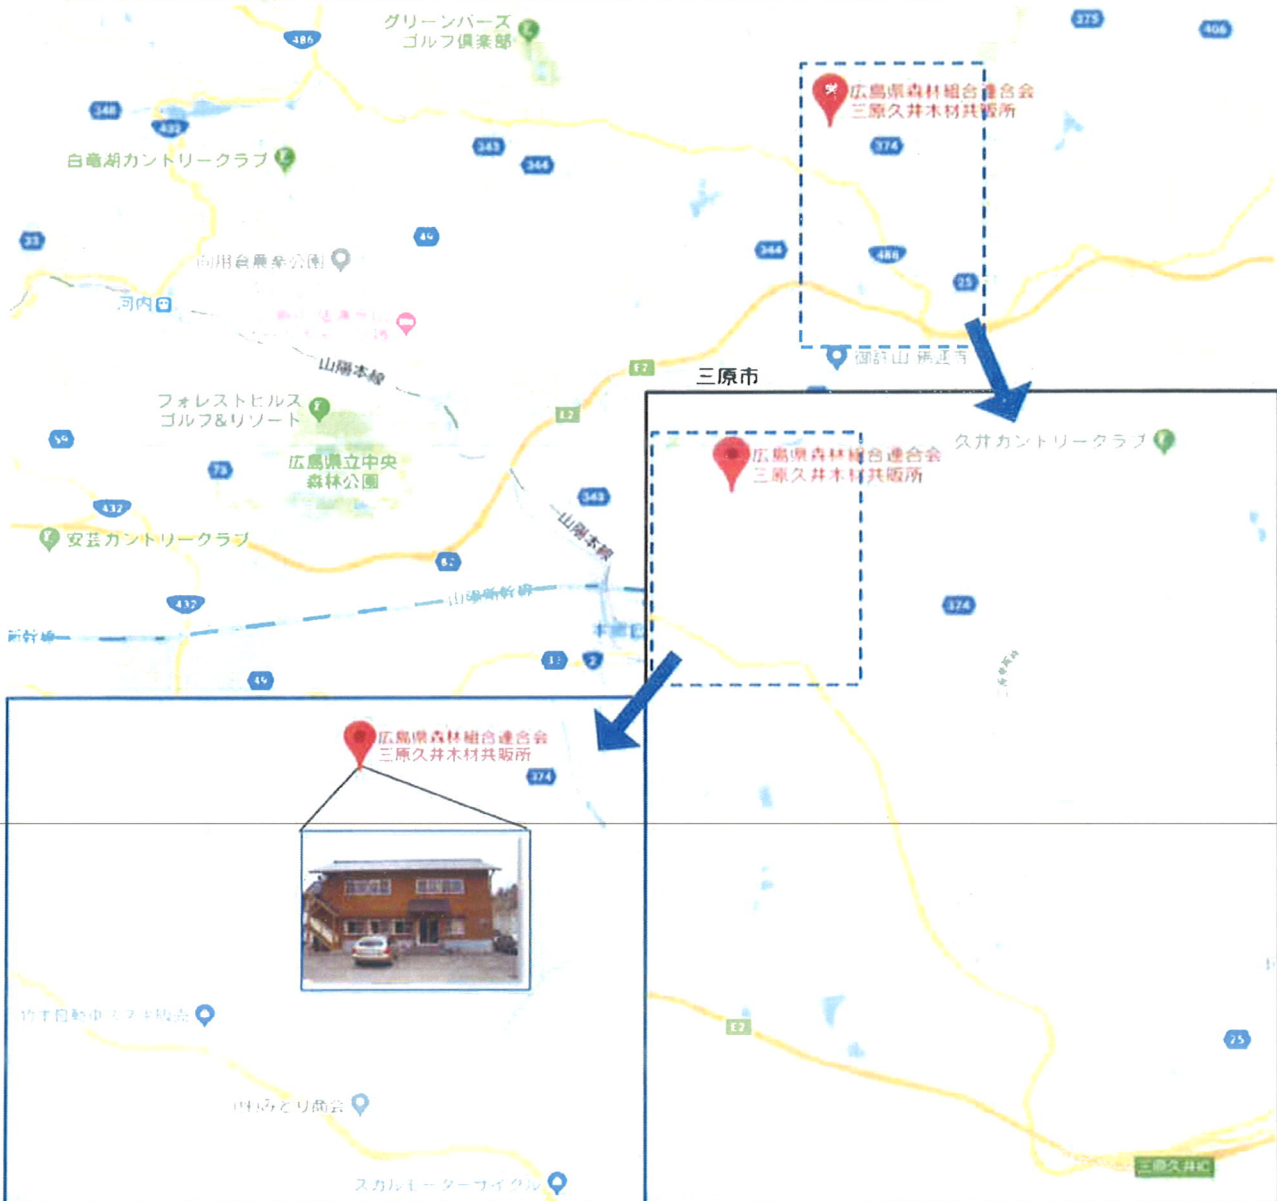 グリーンバーズ
ゴルフ倶楽部
486
375
348
432
広島県森林組合連合会
三原久井木材共販所
374
白竜湖カントリークラブ
343
344
33
49
344
486
25
河内
山陽本線
E2
三原市
フォレストヒルス
ゴルフ&リゾート
E2
59
73
広島県立中央
森林公園
343
432
安芸カントリークラブ
山陽本線
432
山陽新幹線
新幹線
2
49
広島県森林組合連合会
三原久井木材共販所
久井カントリークラブ
374
E2
25
三原久井IC
広島県森林組合連合会
三原久井木材共販所
374
スカルモーターサイクル